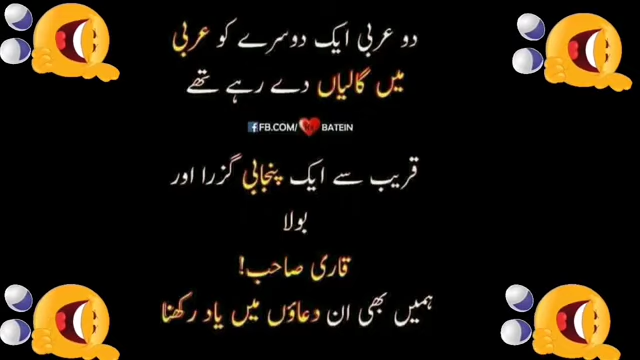 دو عربی ایک دوسرے کو عربی
میں گالیاں دے رہے تھے
FB.COM/ BATEIN
قریب سے ایک پنجابی گزرا اور
بولا
قاری صاحب!
ہمیں بھی ان دعاؤں میں یاد رکھنا